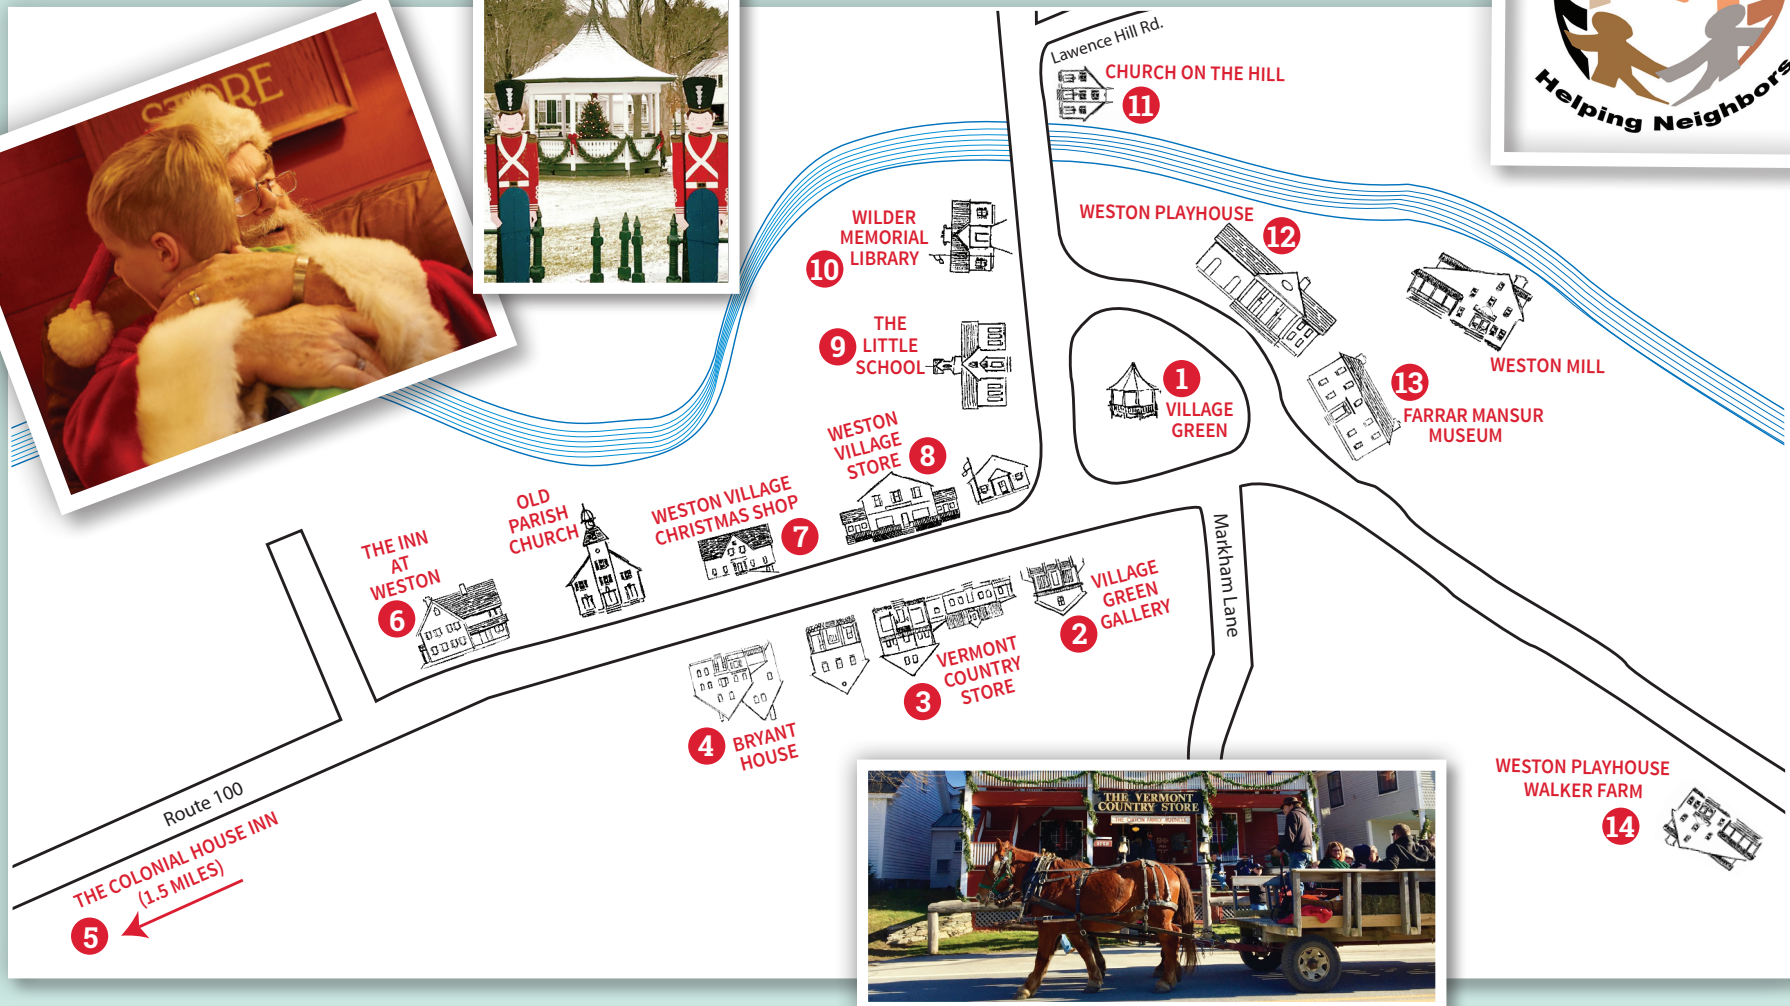 STORE
Helping Neighbors
Lawence Hill Rd.
CHURCH ON THE HILL
11
WESTON PLAYHOUSE
12
WILDER
MEMORIAL
LIBRARY
10
THE
LITTLE
SCHOOL
9
1
VILLAGE
GREEN
WESTON MILL
13
FARRAR MANSUR
MUSEUM
WESTON
VILLAGE
STORE
8
WESTON VILLAGE
CHRISTMAS SHOP
7
OLD
PARISH
CHURCH
THE INN
AT
WESTON
6
Markham Lane
VILLAGE
GREEN
GALLERY
2
VERMONT
COUNTRY
STORE
3
4
BRYANT
HOUSE
Route 100
THE COLONIAL HOUSE INN
(1.5 MILES)
5
WESTON PLAYHOUSE
WALKER FARM
14
THE VERMONT
COUNTRY STORE